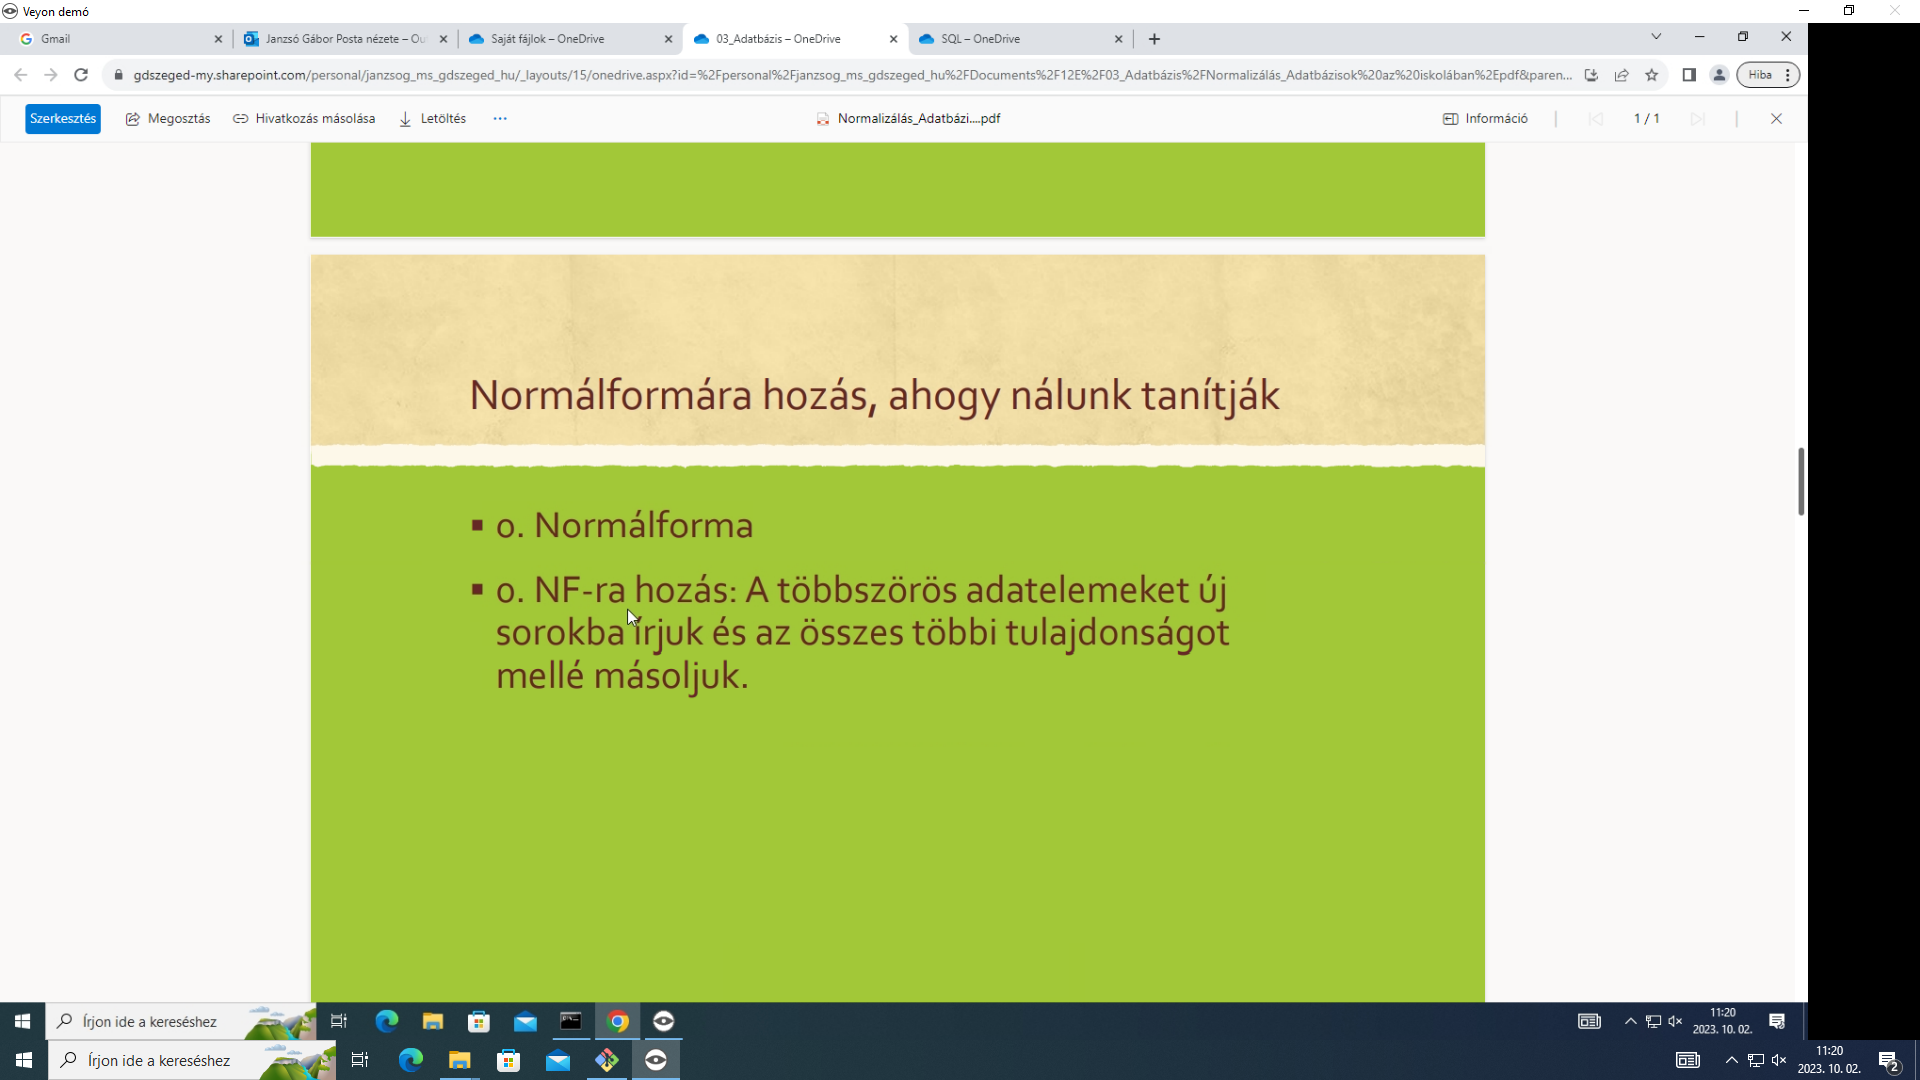 Veyon demó
Gmail
Janzsó Gábor Posta nézete – Ou
Saját fájlok – OneDrive
03_Adatbázis – OneDrive
SQL – OneDrive
gdszeged-my.sharepoint.com/personal/janzsog_ms_gdszeged_hu/_layouts/15/onedrive.aspx?id=%2Fpersonal%2Fjanzsog_ms_gdszeged_hu%2FDocuments%2F12E%2F03_Adatbázis%2FNormalizálás_Adatbázisok%20az%20iskolában%2Epdf&paren...
Hiba
Szerkesztés
Megosztás
Hivatkozás másolása
Letöltés
Normalizálás_Adatbázi....pdf
Információ
1 / 1
Normálformára hozás, ahogy nálunk tanítják
0. Normálforma
0. NF-ra hozás: A többszörös adatelemeket új
sorokba írjuk és az összes többi tulajdonságot
mellé másoljuk.
Írjon ide a kereséshez
11:20
2023. 10. 02.
Írjon ide a kereséshez
11:20
2023. 10. 02.
2